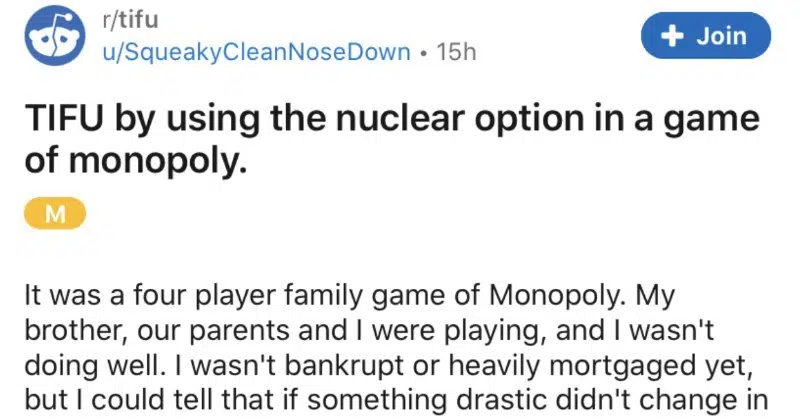 r/tifu
u/SqueakyCleanNoseDown • 15h
+ Join
TIFU by using the nuclear option in a game
of monopoly.
M
It was a four player family game of Monopoly. My
brother, our parents and I were playing, and I wasn't
doing well. I wasn't bankrupt or heavily mortgaged yet,
but I could tell that if something drastic didn't change in